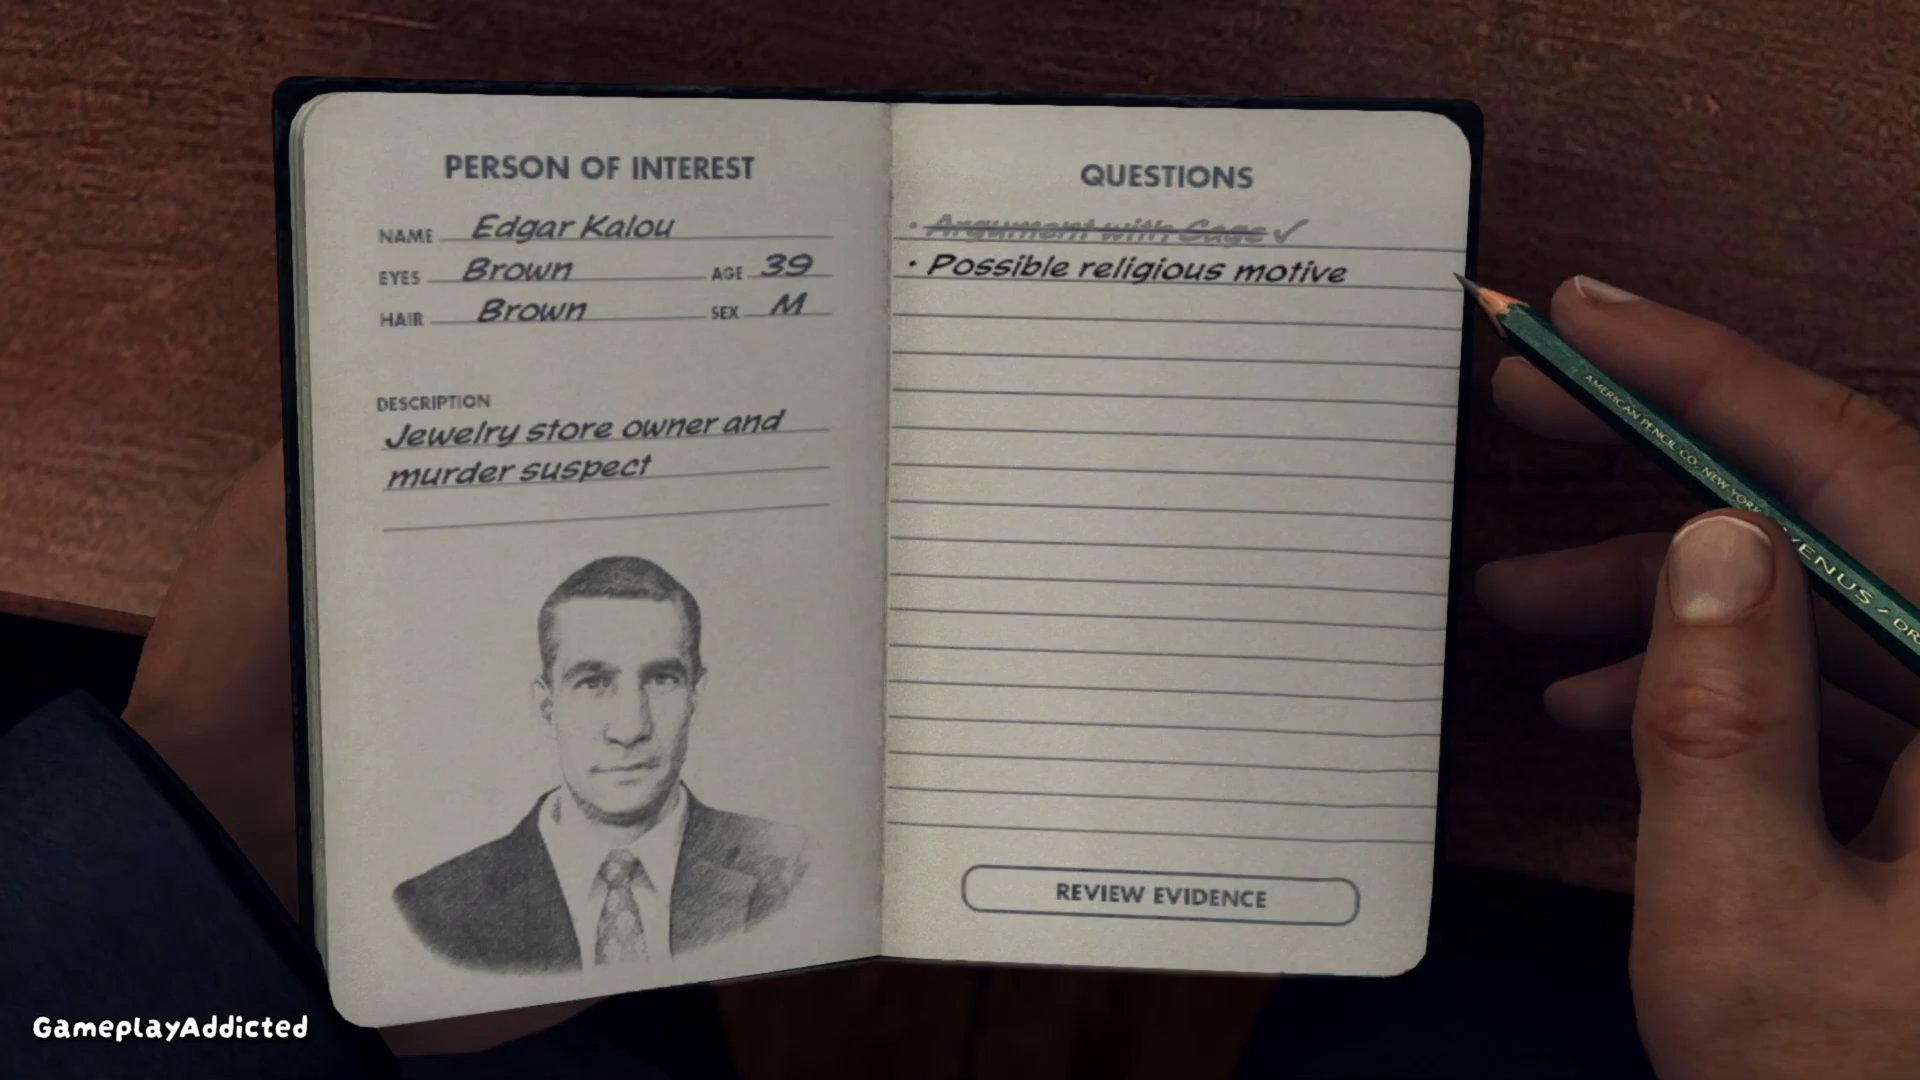 PERSON OF INTEREST
NAME Edgar Kalou
EYES Brown AGE 39
HAIR Brown SEX M
DESCRIPTION
Jewelry store owner and
murder suspect
QUESTIONS
· Argument with Gage ✓
· Possible religious motive
REVIEW EVIDENCE
AMERICAN PENCIL CO. NEW YORK VENUS / DR
GameplayAddicted